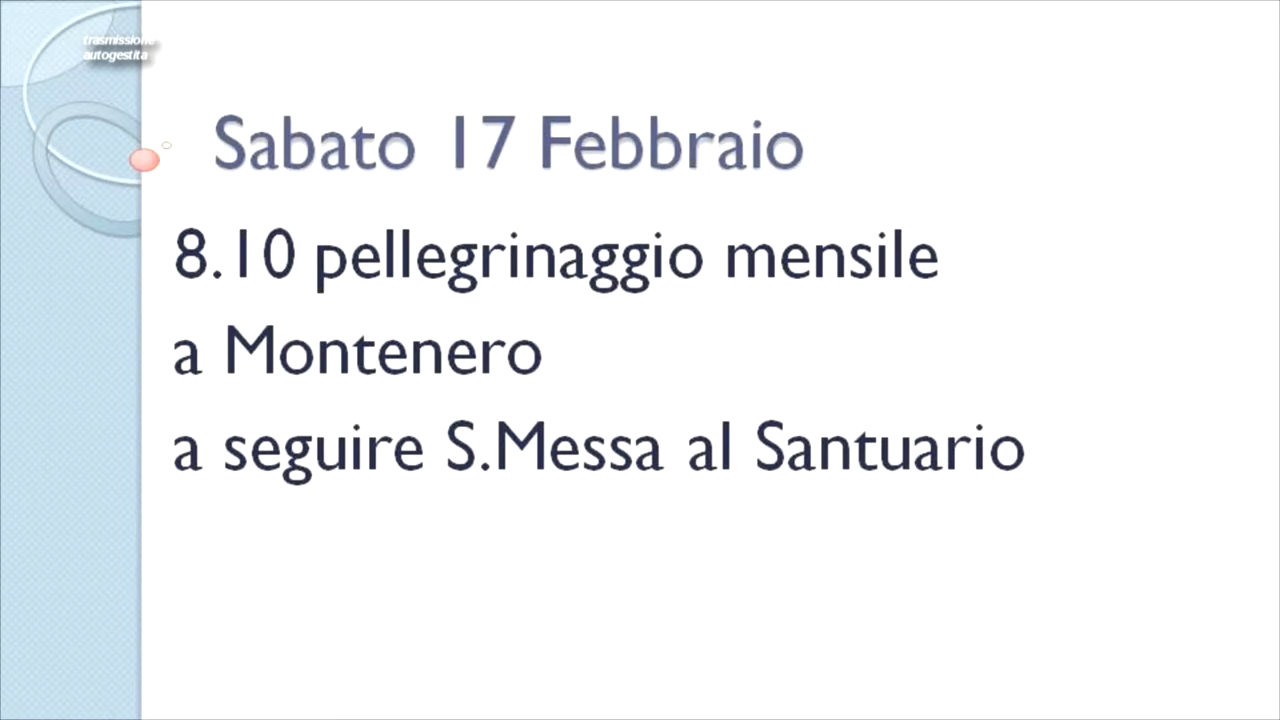 trasmissione
autogestita
Sabato 17 Febbraio
8.10 pellegrinaggio mensile
a Montenero
a seguire S.Messa al Santuario